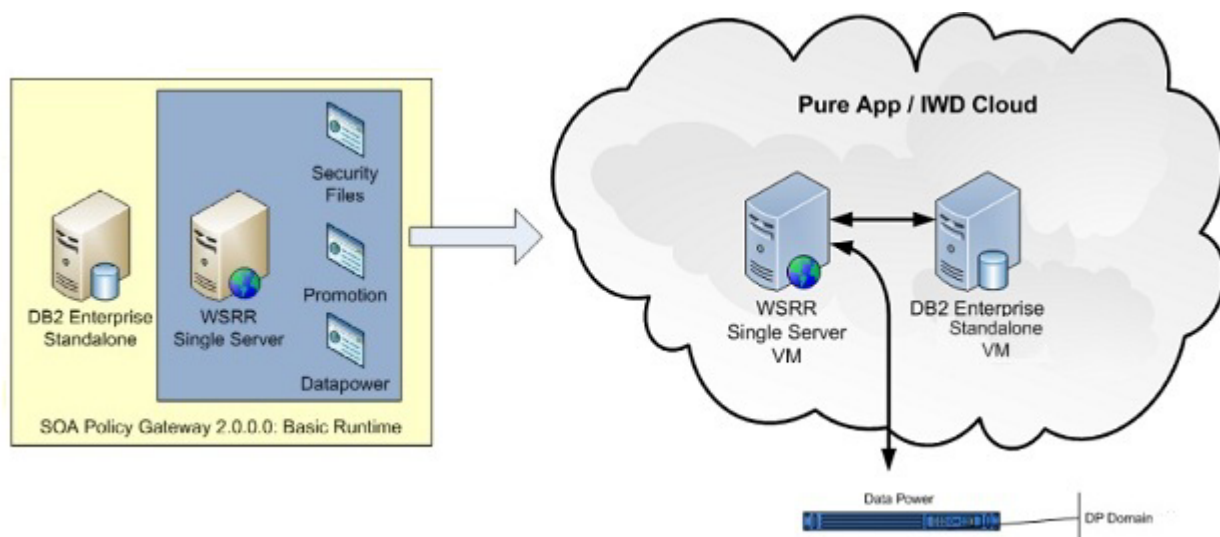 Security
Files
Promotion
Datapower
DB2 Enterprise
Standalone
WSRR
Single Server
SOA Policy Gateway 2.0.0.0: Basic Runtime
Pure App / IWD Cloud
WSRR
Single Server
VM
DB2 Enterprise
Standalone
VM
Data Power
DP Domain